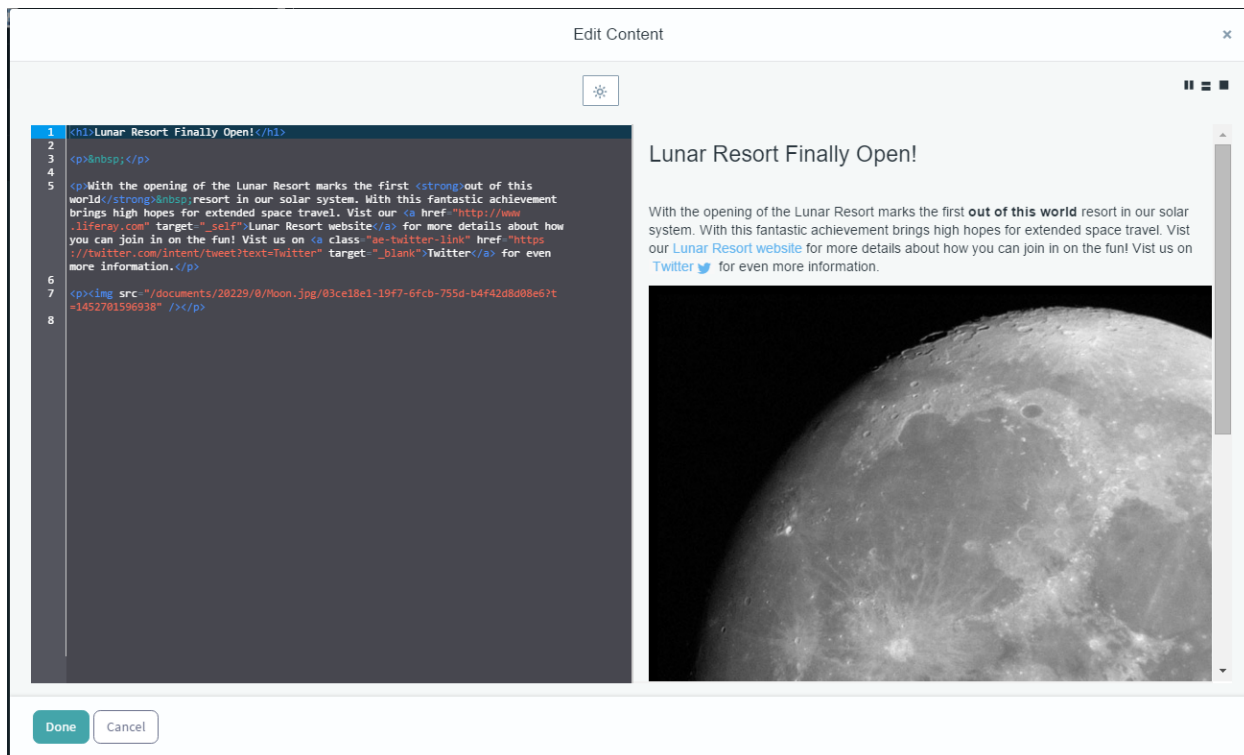 Edit Content
×
1 <h1>Lunar Resort Finally Open!</h1>
2
3 <p>&nbsp;</p>
4
5 <p>With the opening of the Lunar Resort marks the first <strong>out of this
world</strong>&nbsp;resort in our solar system. With this fantastic achievement
brings high hopes for extended space travel. Vist our <a href="http://www
.liferay.com" target="_self">Lunar Resort website</a> for more details about how
you can join in on the fun! Vist us on <a class="ae-twitter-link" href="https
://twitter.com/intent/tweet?text=Twitter" target="_blank">Twitter</a> for even
more information.</p>
6
7 <p><img src="/documents/20229/0/Moon.jpg/03ce18e1-19f7-6fcb-755d-b4f42d8d08e6?t
=1452701596938" /></p>
8
Lunar Resort Finally Open!
With the opening of the Lunar Resort marks the first out of this world resort in our solar
system. With this fantastic achievement brings high hopes for extended space travel. Vist
our Lunar Resort website for more details about how you can join in on the fun! Vist us on
Twitter for even more information.
Done
Cancel